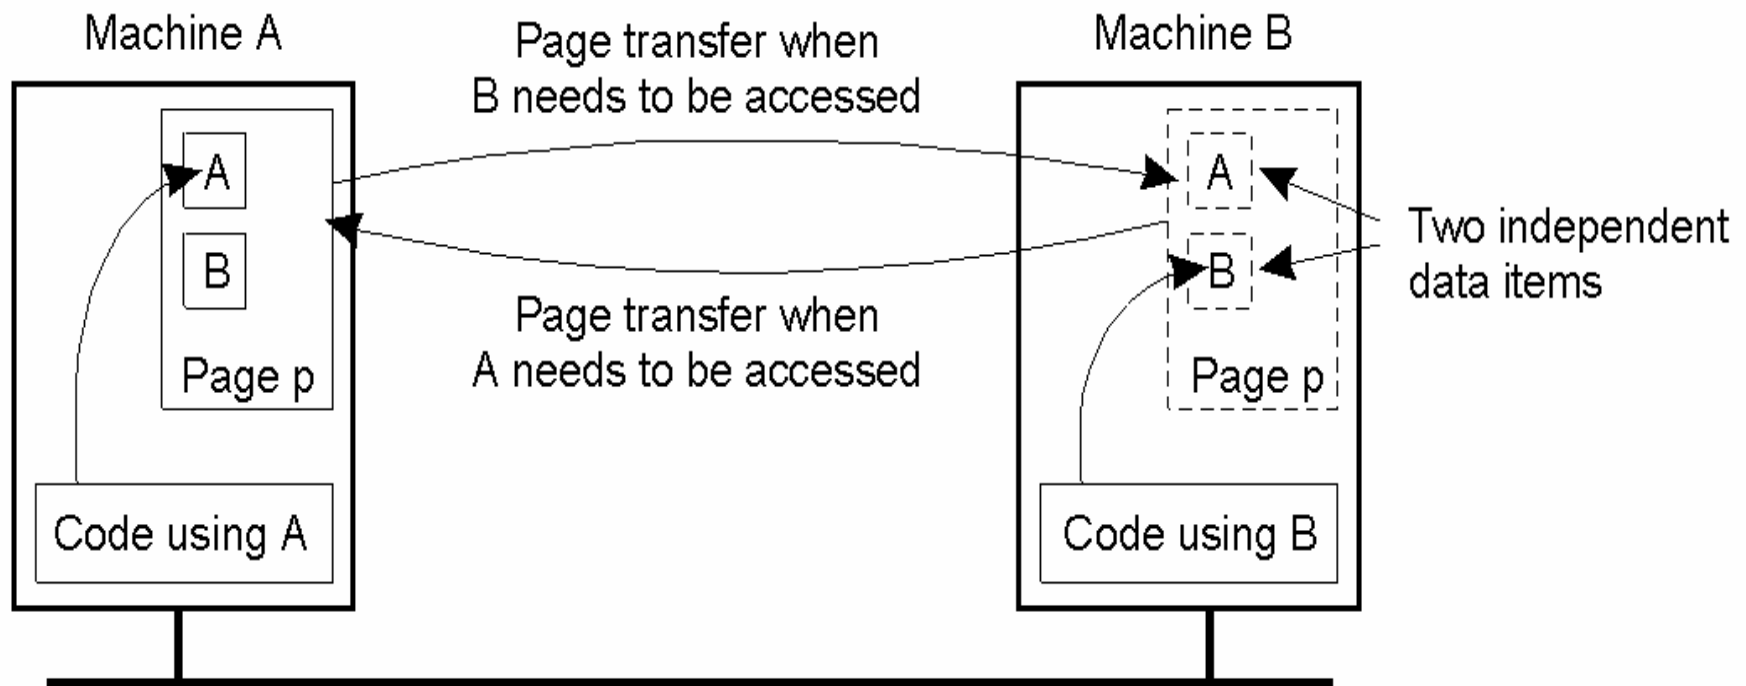 Machine A
Page transfer when
B needs to be accessed
Machine B
A
B
Page p
Code using A
Page transfer when
A needs to be accessed
A
B
Page p
Code using B
Two independent
data items